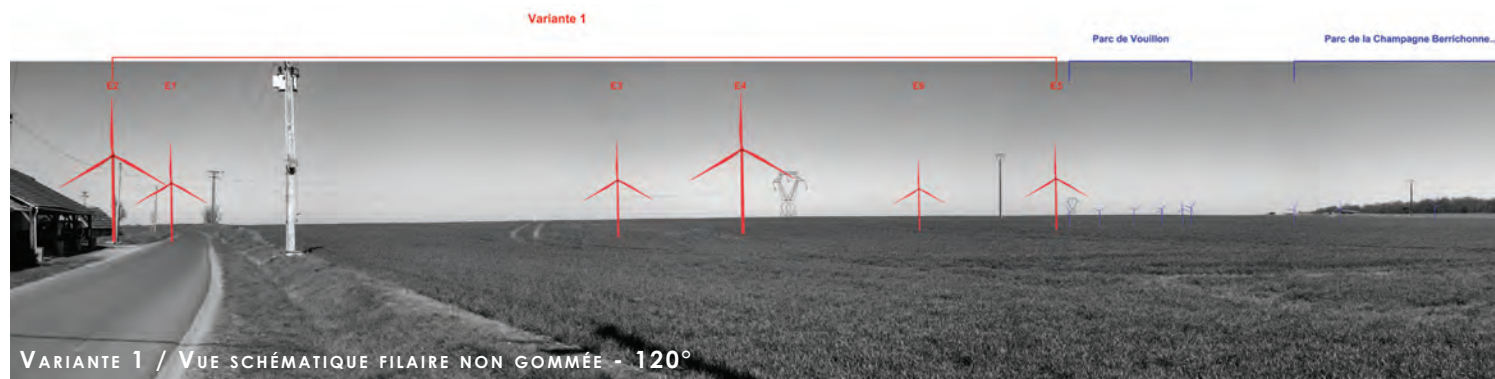 Variante 1
Parc de Vouillon
Parc de la Champagne Berrichonne...
E2 E1 E3 E4 E5
VARIANTE 1 / VUE SCHÉMATIQUE FILAIRE NON GOMMÉE - 120°